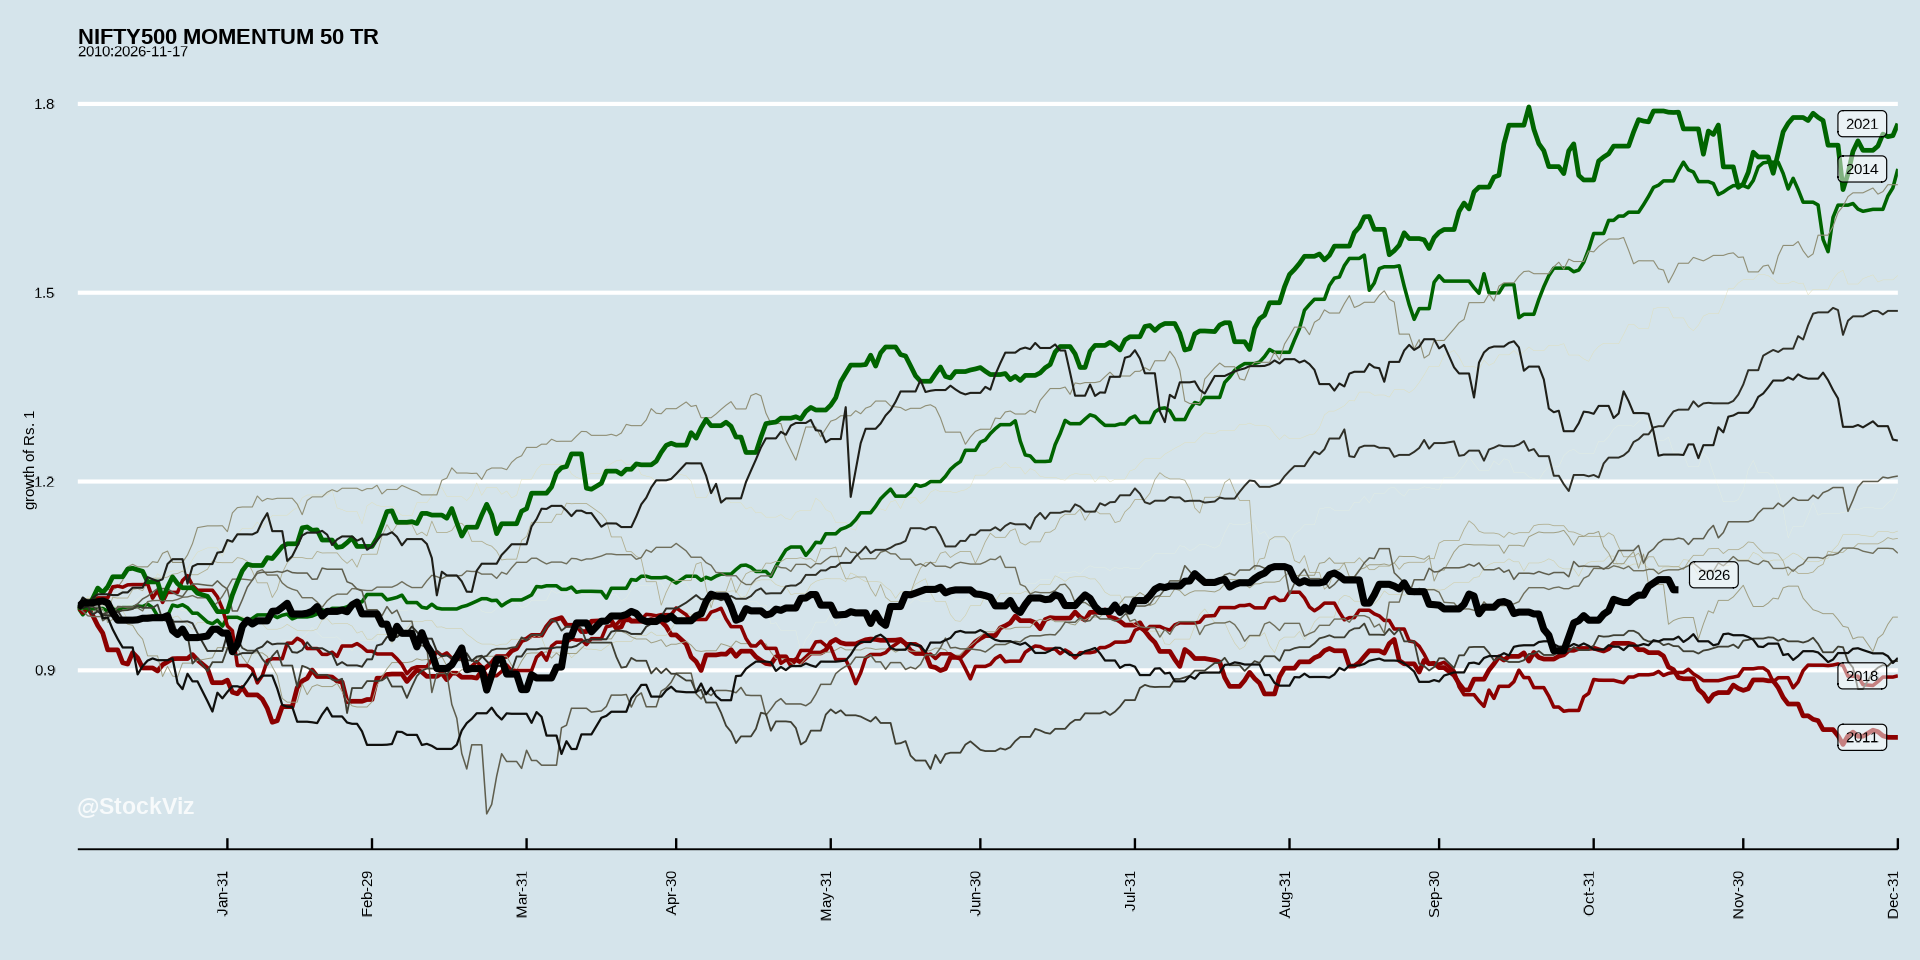 NIFTY500 MOMENTUM 50 TR
2010:2026-11-17
growth of Rs. 1
1.8
1.5
1.2
0.9
2021
2014
2026
2018
2011
@StockViz
Jan-31
Feb-29
Mar-31
Apr-30
May-31
Jun-30
Jul-31
Aug-31
Sep-30
Oct-31
Nov-30
Dec-31